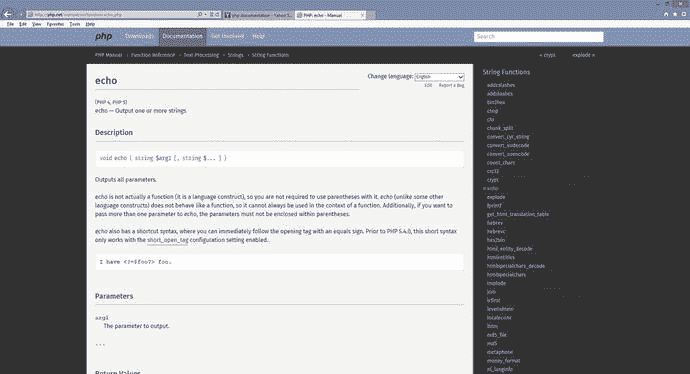 http://php.net/manual/en/function.echo.php
php documentation - Yahoo S...
PHP: echo - Manual
File Edit View Favorites Tools Help
php Downloads Documentation Get Involved Help
Search
PHP Manual › Function Reference › Text Processing › Strings › String Functions
« crypt explode »
echo
Change language: English
Edit Report a Bug
(PHP 4, PHP 5)
echo — Output one or more strings
Description
void echo ( string $arg1 [, string $... ] )
Outputs all parameters.
echo is not actually a function (it is a language construct), so you are not required to use parentheses with it. echo (unlike some other
language constructs) does not behave like a function, so it cannot always be used in the context of a function. Additionally, if you want to
pass more than one parameter to echo, the parameters must not be enclosed within parentheses.
echo also has a shortcut syntax, where you can immediately follow the opening tag with an equals sign. Prior to PHP 5.4.0, this short syntax
only works with the short_open_tag configuration setting enabled.
I have <?=$foo?> foo.
Parameters
arg1
The parameter to output.
...
Return Values
String Functions
addcslashes
addslashes
bin2hex
chop
chr
chunk_split
convert_cyr_string
convert_uudecode
convert_uuencode
count_chars
crc32
crypt
» echo
explode
fprintf
get_html_translation_table
hebrev
hebrevc
hex2bin
html_entity_decode
htmlentities
htmlspecialchars_decode
htmlspecialchars
implode
join
lcfirst
levenshtein
localeconv
ltrim
md5_file
md5
metaphone
money_format
nl_langinfo